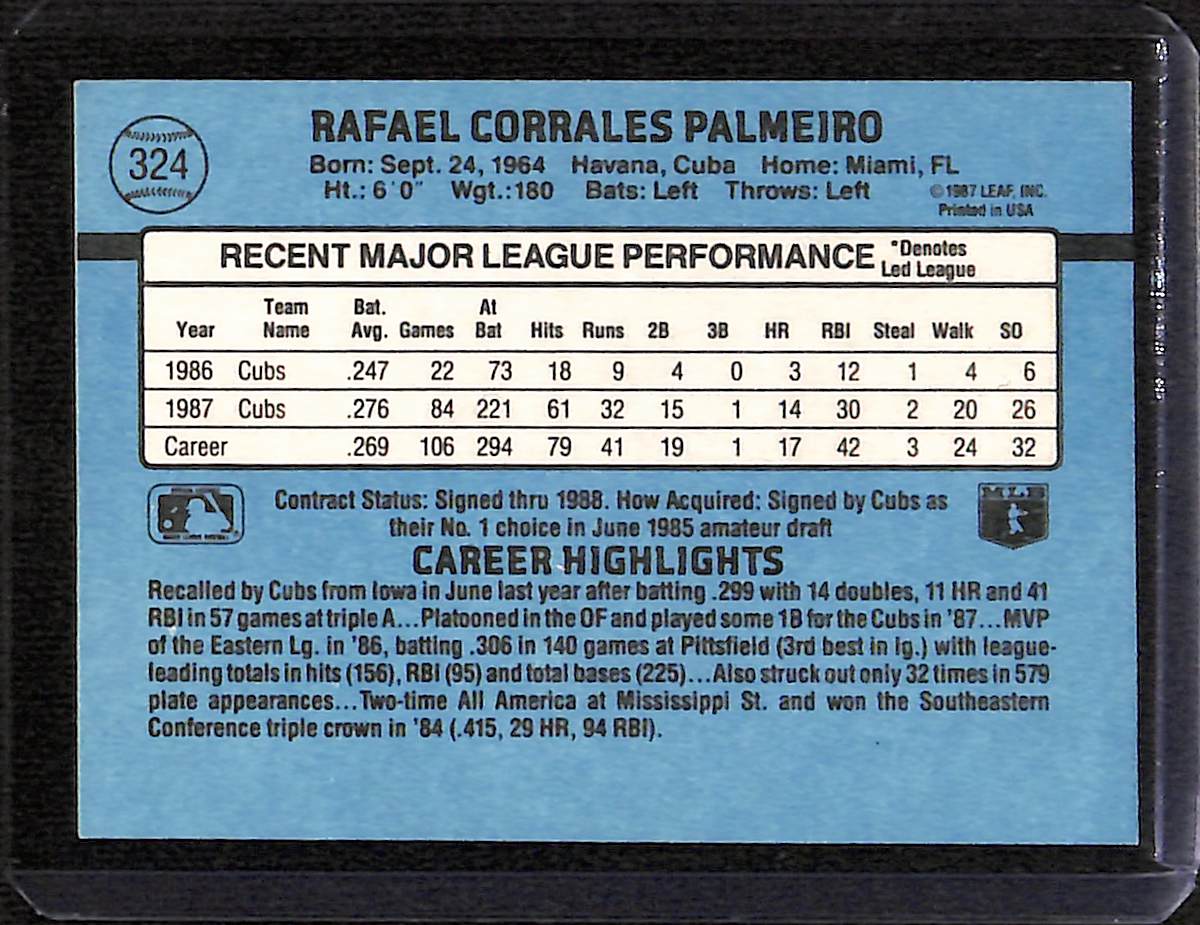 324
RAFAEL CORRALES PALMEIRO
Born: Sept. 24, 1964 Havana, Cuba Home: Miami, FL
Ht.: 6'0" Wgt.:180 Bats: Left Throws: Left
©1987 LEAF, INC.
Printed in USA
RECENT MAJOR LEAGUE PERFORMANCE *Denotes Led League
Year Team Name Bat. Avg. Games At Bat Hits Runs 2B 3B HR RBI Steal Walk SO
1986 Cubs .247 22 73 18 9 4 0 3 12 1 4 6
1987 Cubs .276 84 221 61 32 15 1 14 30 2 20 26
Career .269 106 294 79 41 19 1 17 42 3 24 32
Contract Status: Signed thru 1988. How Acquired: Signed by Cubs as
their No. 1 choice in June 1985 amateur draft
MLB
CAREER HIGHLIGHTS
Recalled by Cubs from Iowa in June last year after batting .299 with 14 doubles, 11 HR and 41
RBI in 57 games at triple A...Platooned in the OF and played some 1B for the Cubs in '87...MVP
of the Eastern Lg. in '86, batting .306 in 140 games at Pittsfield (3rd best in lg.) with league-
leading totals in hits (156), RBI (95) and total bases (225)...Also struck out only 32 times in 579
plate appearances...Two-time All America at Mississippi St. and won the Southeastern
Conference triple crown in '84 (.415, 29 HR, 94 RBI).